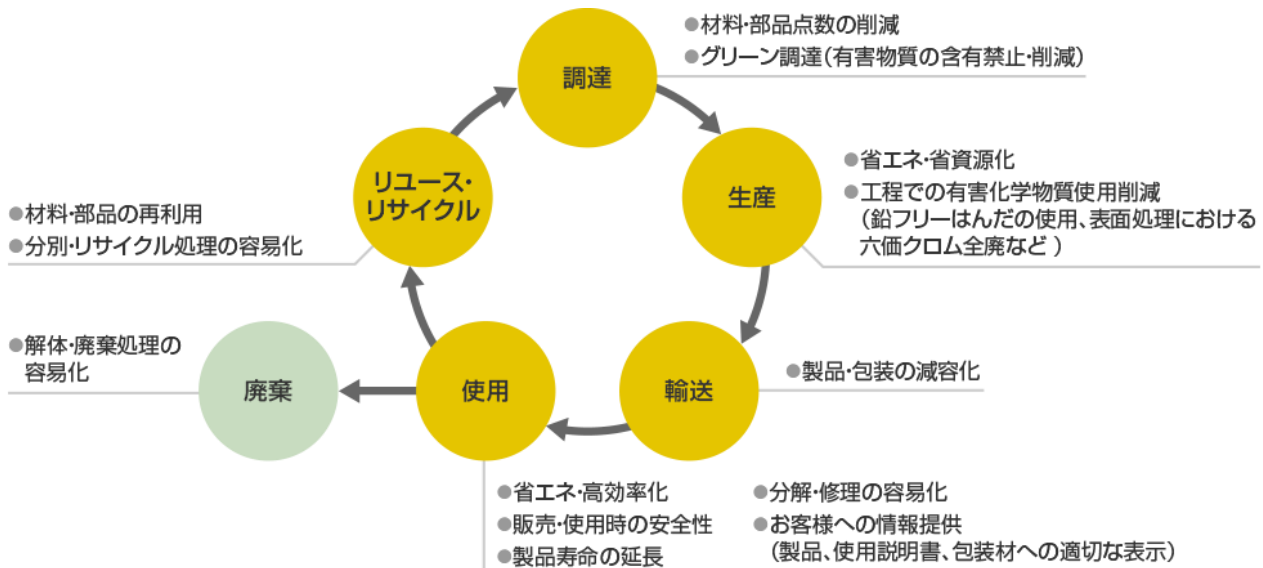 調達
●材料・部品点数の削減
●グリーン調達(有害物質の含有禁止・削減)
生産
●省エネ・省資源化
●工程での有害化学物質使用削減
(鉛フリーはんだの使用、表面処理における
六価クロム全廃など )
輸送
●製品・包装の減容化
使用
●省エネ・高効率化
●販売・使用時の安全性
●製品寿命の延長
●分解・修理の容易化
●お客様への情報提供
(製品、使用説明書、包装材への適切な表示)
リユース・
リサイクル
●材料・部品の再利用
●分別・リサイクル処理の容易化
廃棄
●解体・廃棄処理の
容易化